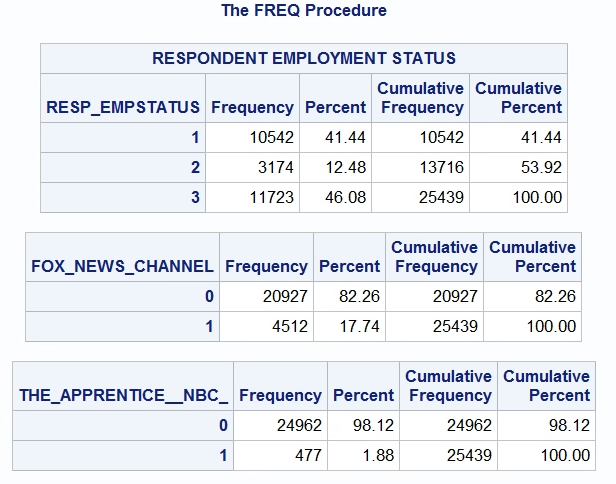 The FREQ Procedure
RESPONDENT EMPLOYMENT STATUS
RESP_EMPSTATUS Frequency Percent Cumulative Frequency Cumulative Percent
1 10542 41.44 10542 41.44
2 3174 12.48 13716 53.92
3 11723 46.08 25439 100.00
FOX_NEWS_CHANNEL Frequency Percent Cumulative Frequency Cumulative Percent
0 20927 82.26 20927 82.26
1 4512 17.74 25439 100.00
THE_APPRENTICE__NBC_ Frequency Percent Cumulative Frequency Cumulative Percent
0 24962 98.12 24962 98.12
1 477 1.88 25439 100.00